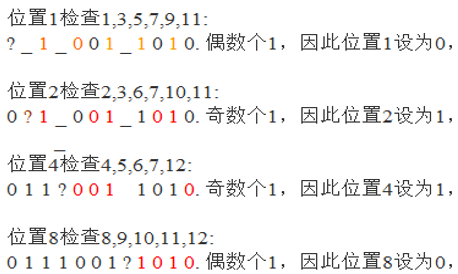 位置1检查1,3,5,7,9,11:
? _ 1 _ 0 0 1 _ 1 0 1 0. 偶数个1，因此位置1设为0，
位置2检查2,3,6,7,10,11:
0 ? 1 _ 0 0 1 _ 1 0 1 0. 奇数个1，因此位置2设为1，
位置4检查4,5,6,7,12:
0 1 1 ? 0 0 1 _ 1 0 1 0. 奇数个1，因此位置4设为1，
位置8检查8,9,10,11,12:
0 1 1 1 0 0 1 ? 1 0 1 0. 偶数个1，因此位置8设为0，